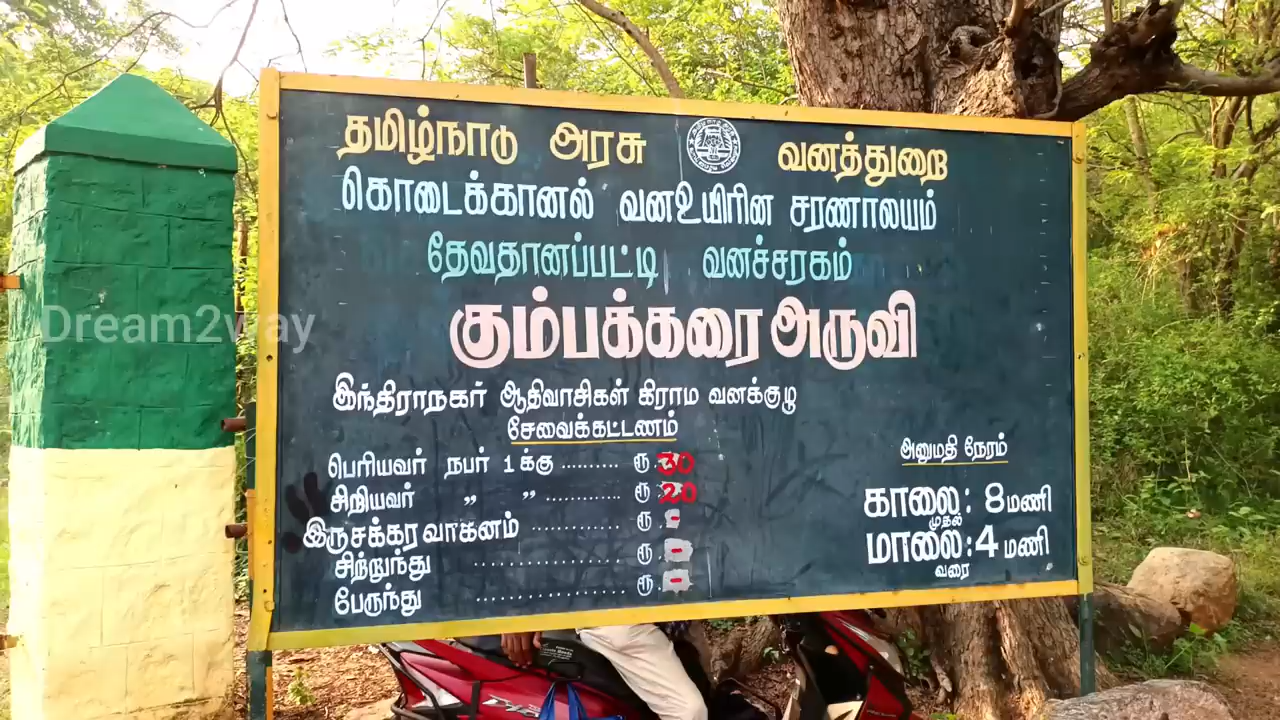 தமிழ்நாடு அரசு வனத்துறை
கொடைக்கானல் வனஉயிரின சரணாலயம்
தேவதானப்பட்டி வனச்சரகம்
Dream2way
கும்பக்கரை அருவி
இந்திராநகர் ஆதிவாசிகள் கிராம வனக்குழு
சேவைக்கட்டணம்
பெரியவர் நபர் 1க்கு .......... ரூ 30
சிறியவர் „ ” ............. ரூ 20
இருசக்கர வாகனம் ............. ரூ -
சிற்றுந்து ...................... ரூ -
பேருந்து ...................... ரூ -
அனுமதி நேரம்
காலை: 8 மணி
முதல்
மாலை: 4 மணி
வரை